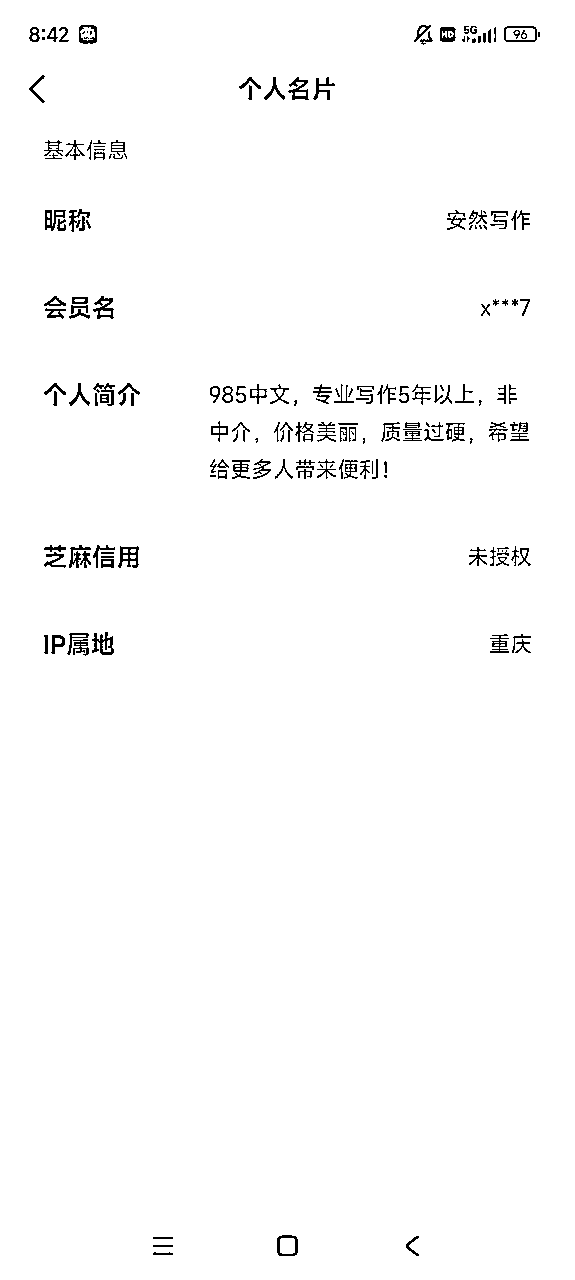 8:42 HD 5G 96
个人名片
基本信息
昵称 安然写作
会员名 x***7
个人简介 985中文，专业写作5年以上，非
中介，价格美丽，质量过硬，希望
给更多人带来便利！
芝麻信用 未授权
IP属地 重庆